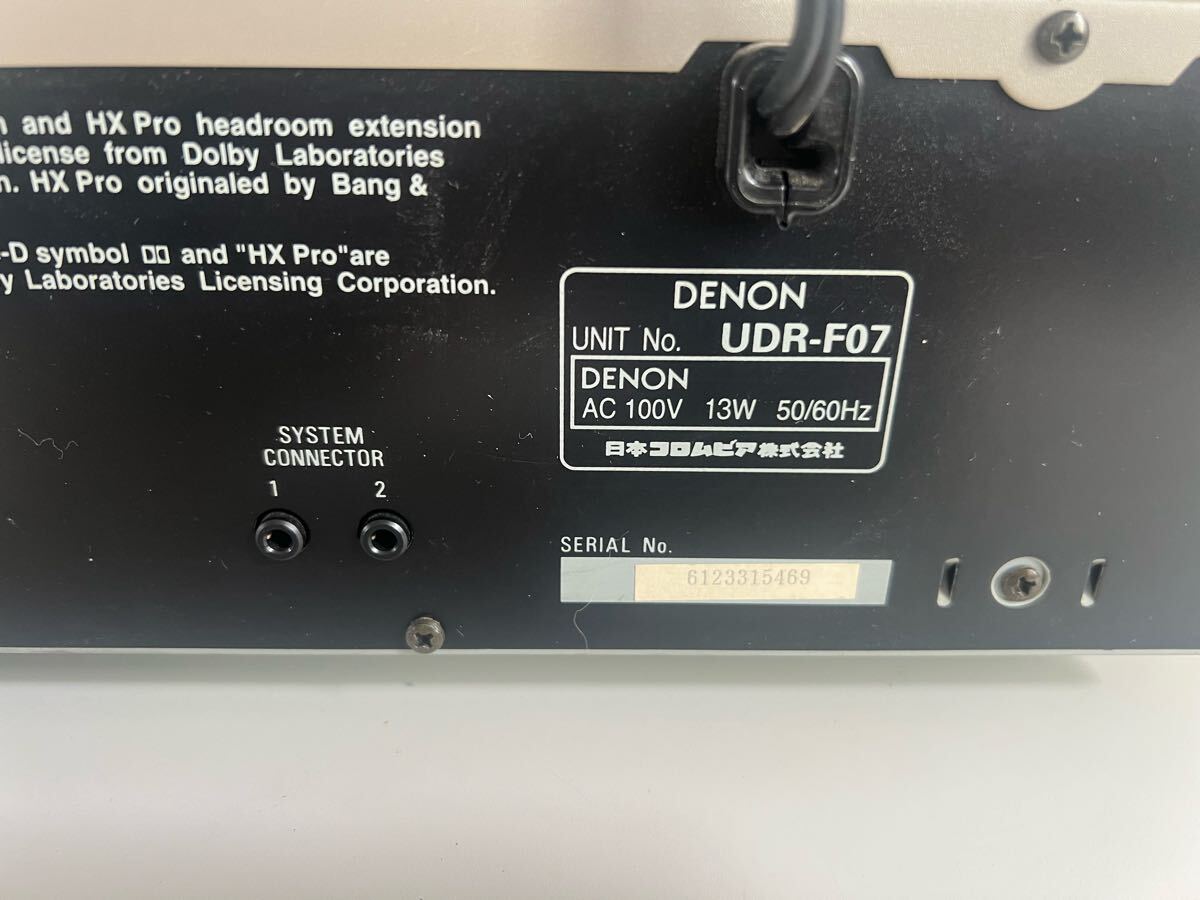 and HX Pro headroom extension
license from Dolby Laboratories
HX Pro originaled by Bang &
-D symbol and "HX Pro"are
Laboratories Licensing Corporation.
DENON
UNIT No. UDR-F07
DENON
AC 100V 13W 50/60Hz
日本コロムビア株式会社
SYSTEM
CONNECTOR
1 2
SERIAL No.
6123315469